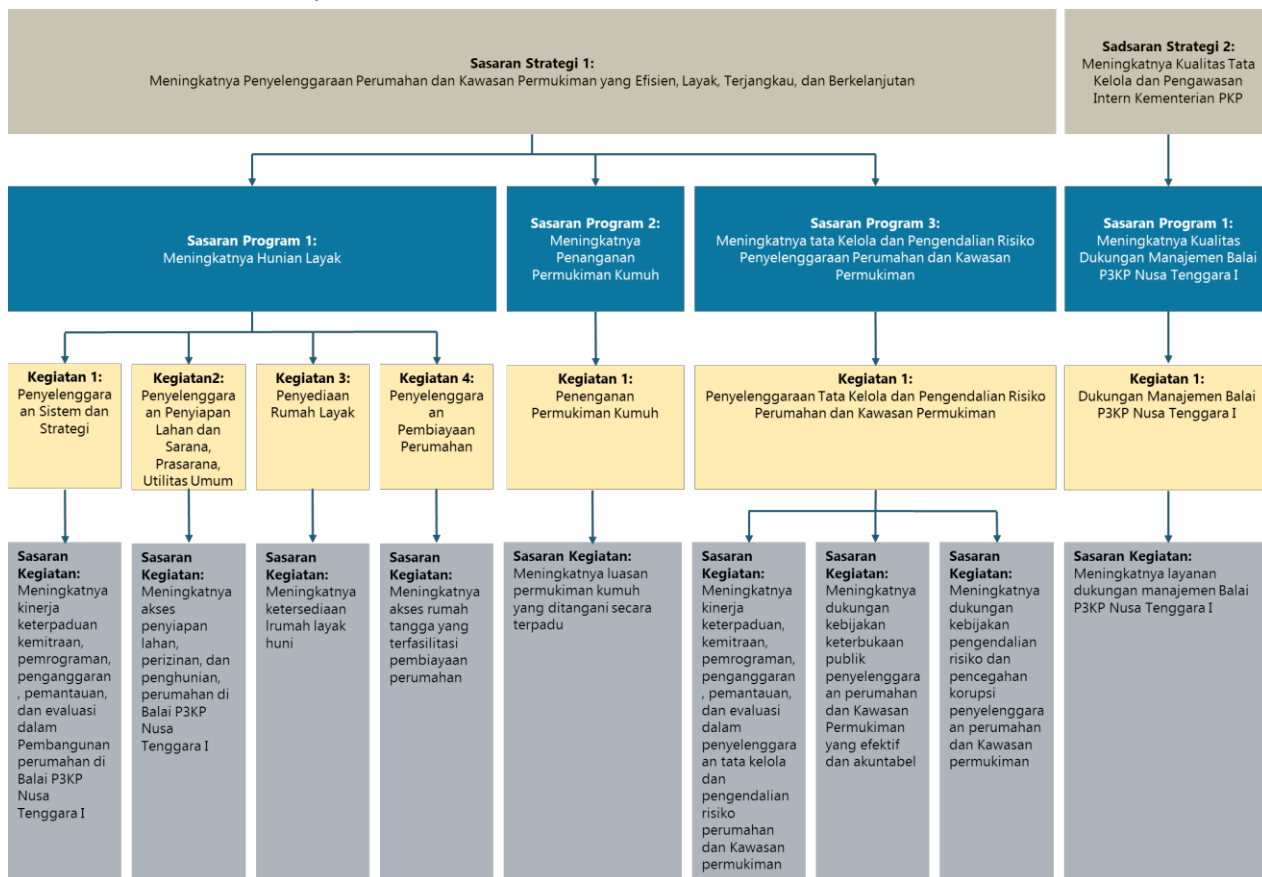 Sasaran Strategi 1:
Meningkatnya Penyelenggaraan Perumahan dan Kawasan Permukiman yang Efisien, Layak, Terjangkau, dan Berkelanjutan
Sadsaran Strategi 2:
Meningkatnya Kualitas Tata
Kelola dan Pengawasan
Intern Kementerian PKP
Sasaran Program 1:
Meningkatnya Hunian Layak
Sasaran Program 2:
Meningkatnya
Penanganan
Permukiman Kumuh
Sasaran Program 3:
Meningkatnya tata Kelola dan Pengendalian Risiko
Penyelenggaraan Perumahan dan Kawasan
Permukiman
Sasaran Program 1:
Meningkatnya Kualitas
Dukungan Manajemen Balai
P3KP Nusa Tenggara I
Kegiatan 1:
Penyelenggara
an Sistem dan
Strategi
Kegiatan2:
Penyelengga
ran Penyiapan
Lahan dan
Sarana,
Prasarana,
Utilitas Umum
Kegiatan 3:
Penyediaan
Rumah Layak
Kegiatan 4:
Penyelenggar
an
Pembiayaan
Perumahan
Kegiatan 1:
Penenganan
Permukiman Kumuh
Kegiatan 1:
Penyelenggaraan Tata Kelola dan Pengendalian Risiko
Perumahan dan Kawasan Permukiman
Kegiatan 1:
Dukungan Manajemen Balai
P3KP Nusa Tenggara I
Sasaran
Kegiatan:
Meningkatnya
kinerja
keterpaduan
kemitraan,
pemrograman,
penganggaran
, pemantauan,
dan evaluasi
dalam
Pembangunan
perumahan di
Balai P3KP
Nusa
Tenggara I
Sasaran
Kegiatan:
Meningkatnya
akses
penyiapan
lahan,
perizinan, dan
penghunian,
perumahan di
Balai P3KP
Nusa
Tenggara I
Sasaran
Kegiatan:
Meningkatnya
ketersediaan
lrumah layak
huni
Sasaran
Kegiatan:
Meningkatnya
akses rumah
tangga yang
terfasilitasi
pembiayaan
perumahan
Sasaran Kegiatan:
Meningkatnya luasan
permukiman kumuh
yang ditangani secara
terpadu
Sasaran
Kegiatan:
Meningkatnya
kinerja
keterpaduan,
kemitraan,
pemrograman,
penganggaran
, pemantauan,
dan evaluasi
dalam
penyelenggara
an tata kelola
dan
pengendalian
risiko
perumahan
dan Kawasan
permukiman
Sasaran
Kegiatan:
Meningkatnya
dukungan
kebijakan
keterbukaan
publik
penyelenggara
an perumahan
dan Kawasan
Permukiman
yang efektif
dan akuntabel
Sasaran
Kegiatan:
Meningkatnya
dukungan
kebijakan
pengendalian
risiko dan
pencegahan
korupsi
penyelenggara
an perumahan
dan Kawasan
permukiman
Sasaran Kegiatan:
Meningkatnya layanan
dukungan manajemen Balai
P3KP Nusa Tenggara I